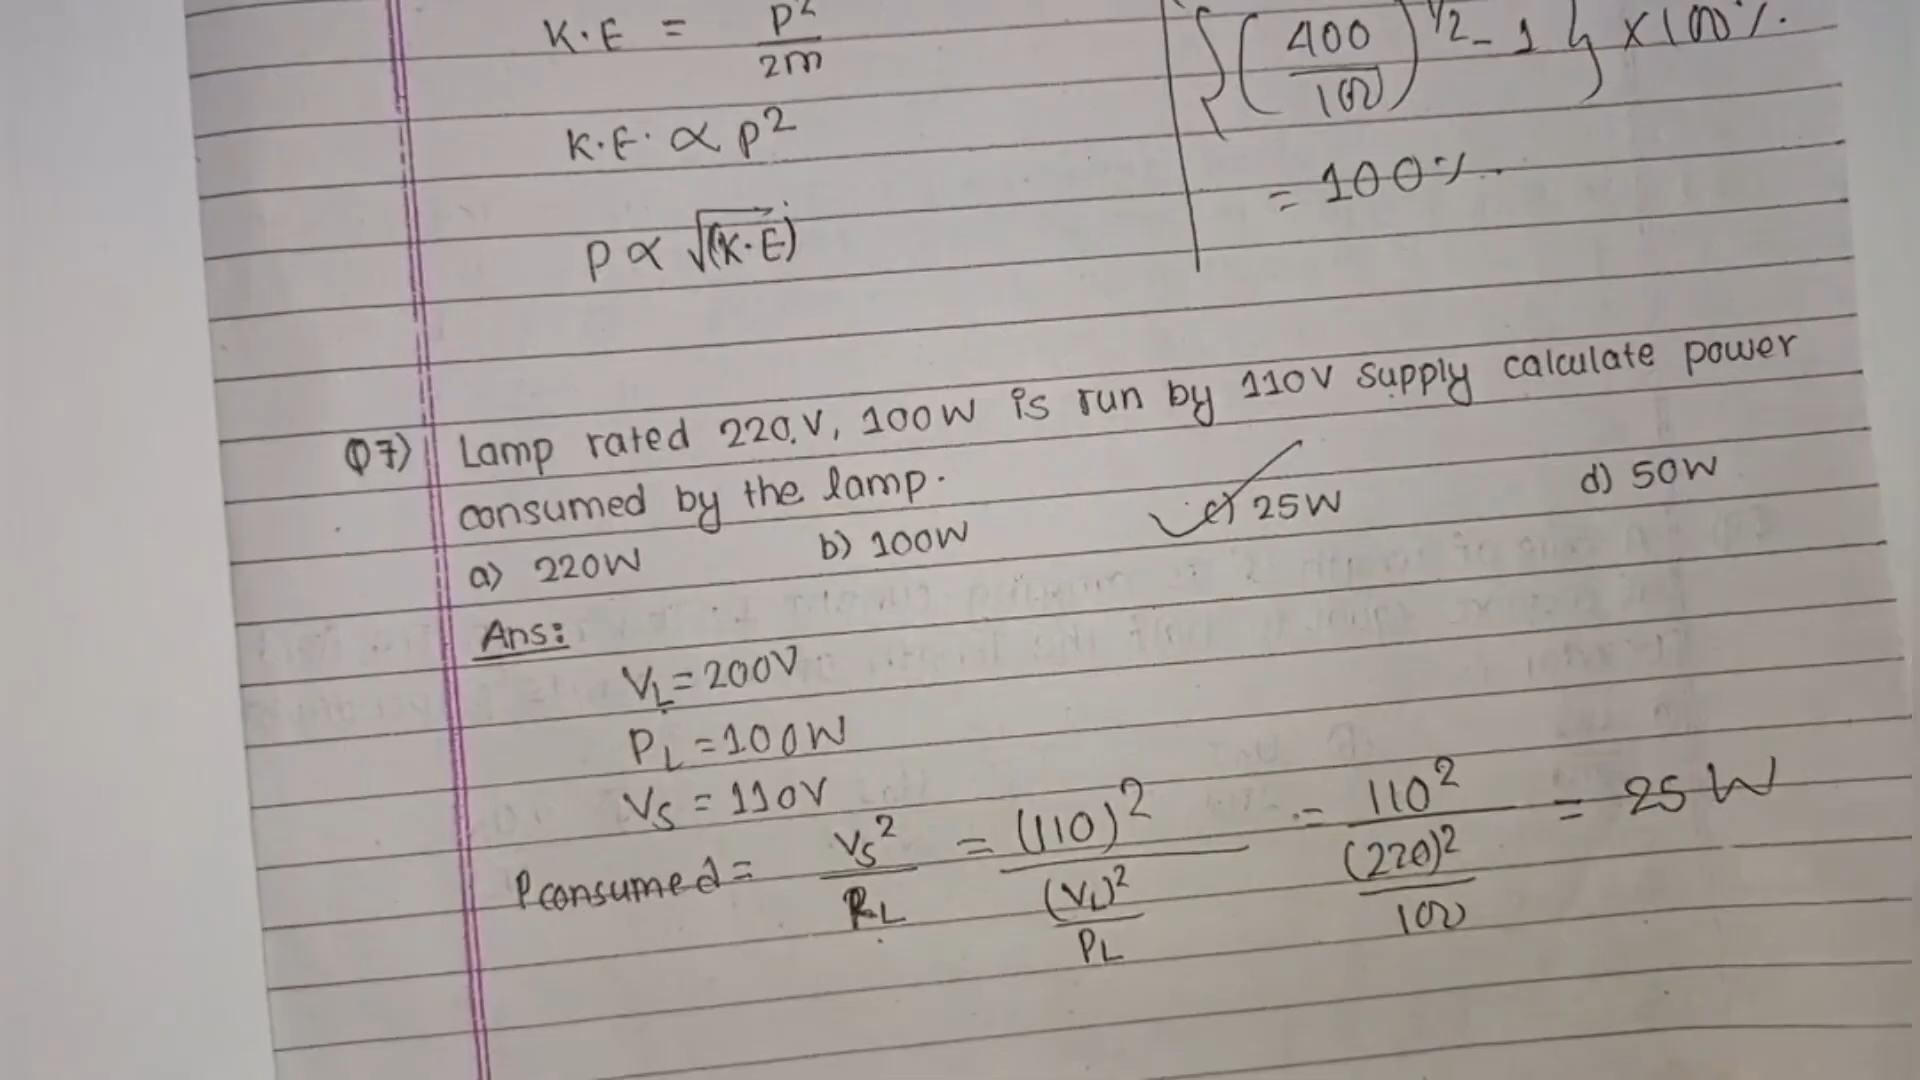 K.E = p²/2m
{(400/100)^1/2 - 1} × 100%.
K.E. ∝ p²
= 100%.
P ∝ √(K.E)
Q7) Lamp rated 220V, 100W is run by 110V supply calculate power
consumed by the lamp.
a) 220W b) 100W c) 25W d) 50W
Ans:
V_L = 200V
P_L = 100W
V_S = 110V
Pconsumed = V_S²/R_L = (110)²/((V_L)²/P_L) = 110²/((220)²/100) = 25 W